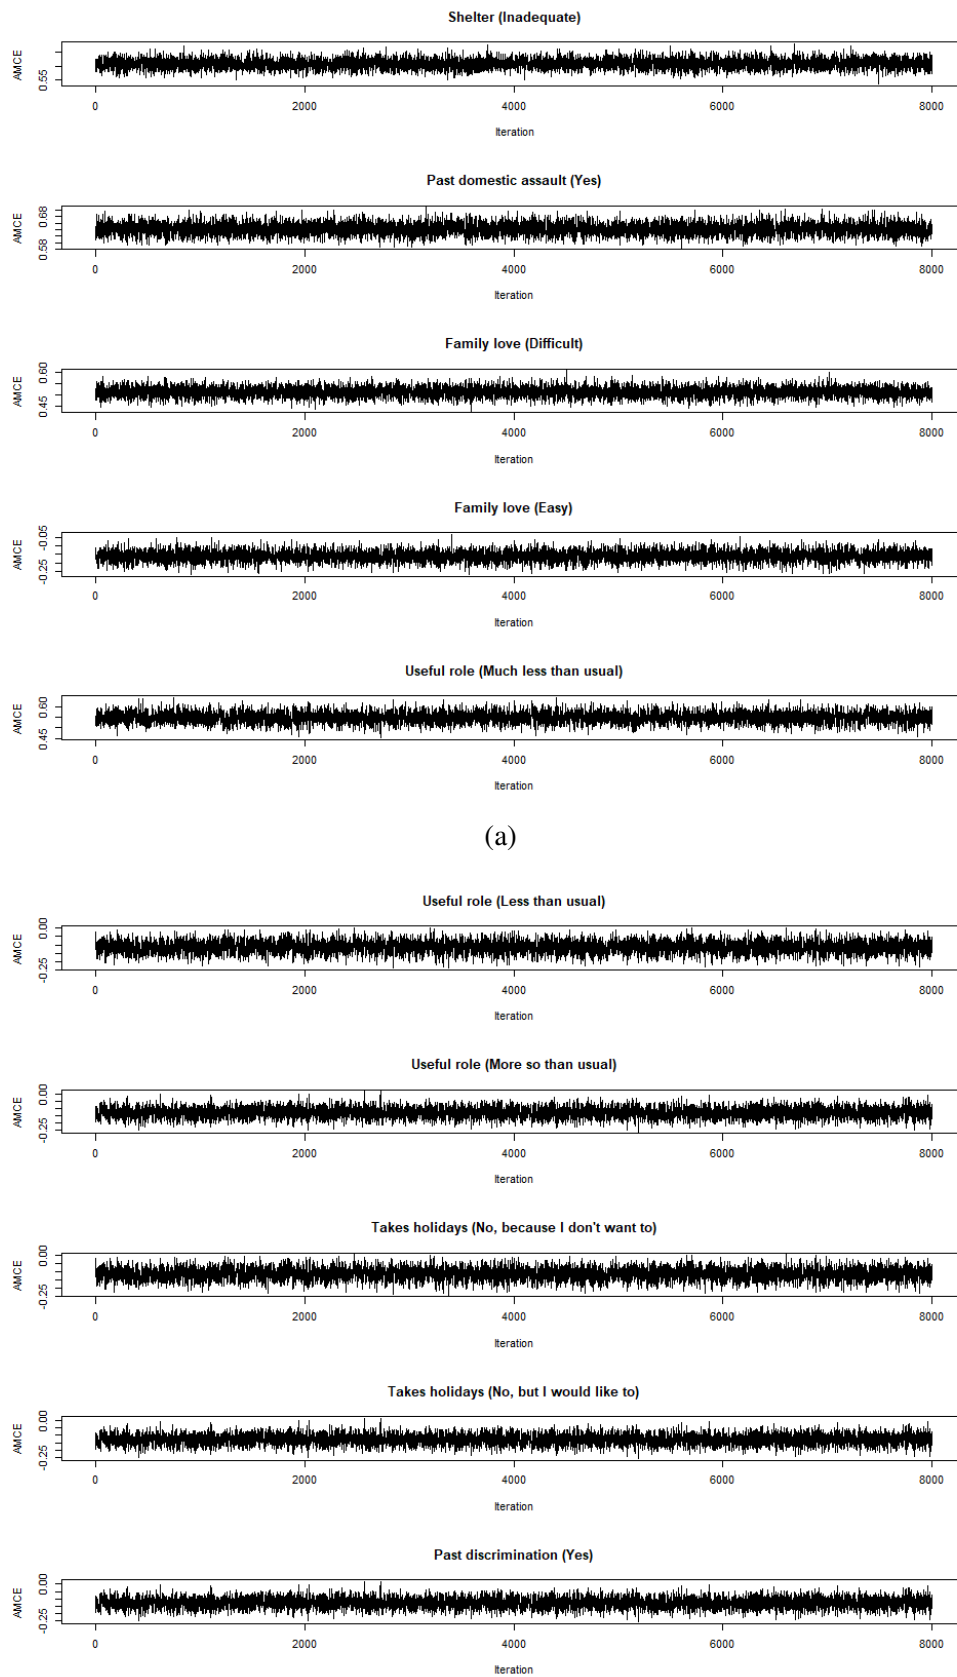 Shelter (Inadequate)
AMCE
0.55
0 2000 4000 6000 8000
Iteration
Past domestic assault (Yes)
AMCE
0.58 0.68
0 2000 4000 6000 8000
Iteration
Family love (Difficult)
AMCE
0.45 0.60
0 2000 4000 6000 8000
Iteration
Family love (Easy)
AMCE
-0.25 -0.05
0 2000 4000 6000 8000
Iteration
Useful role (Much less than usual)
AMCE
0.45 0.60
0 2000 4000 6000 8000
Iteration
(a)
Useful role (Less than usual)
AMCE
-0.25 0.00
0 2000 4000 6000 8000
Iteration
Useful role (More so than usual)
AMCE
-0.25 0.00
0 2000 4000 6000 8000
Iteration
Takes holidays (No, because I don't want to)
AMCE
-0.25 0.00
0 2000 4000 6000 8000
Iteration
Takes holidays (No, but I would like to)
AMCE
-0.25 0.00
0 2000 4000 6000 8000
Iteration
Past discrimination (Yes)
AMCE
-0.25 0.00
0 2000 4000 6000 8000
Iteration